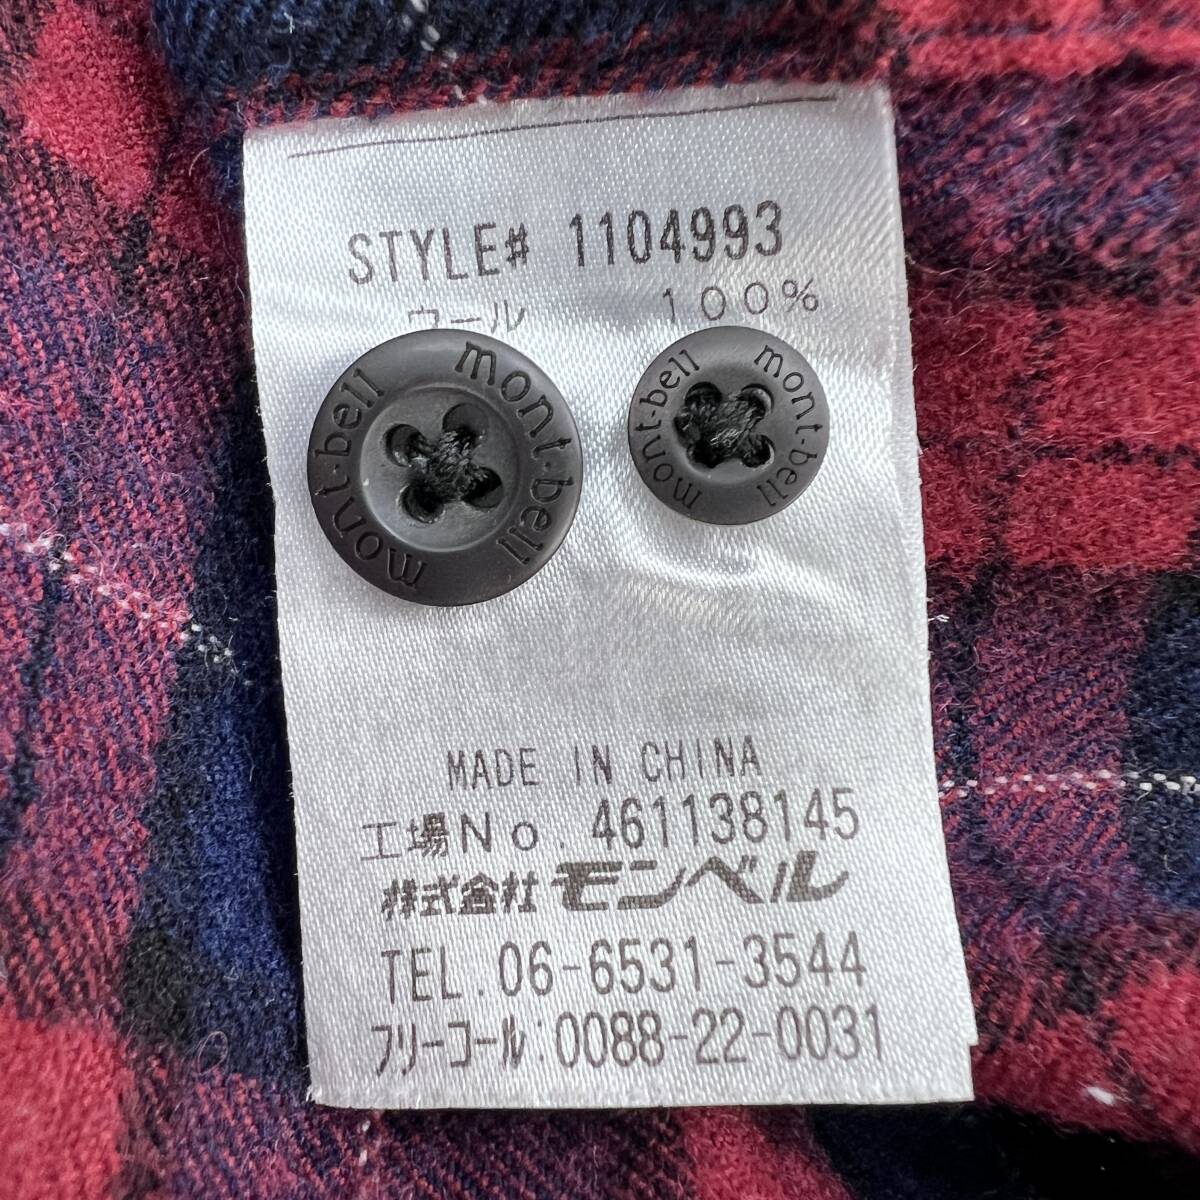 STYLE# 1104993
ウール 100%
mont-bell mont-bell
mont-bell mont-bell
MADE IN CHINA
工場No. 461138145
株式会社 モンベル
TEL. 06-6531-3544
フリーコール:0088-22-0031